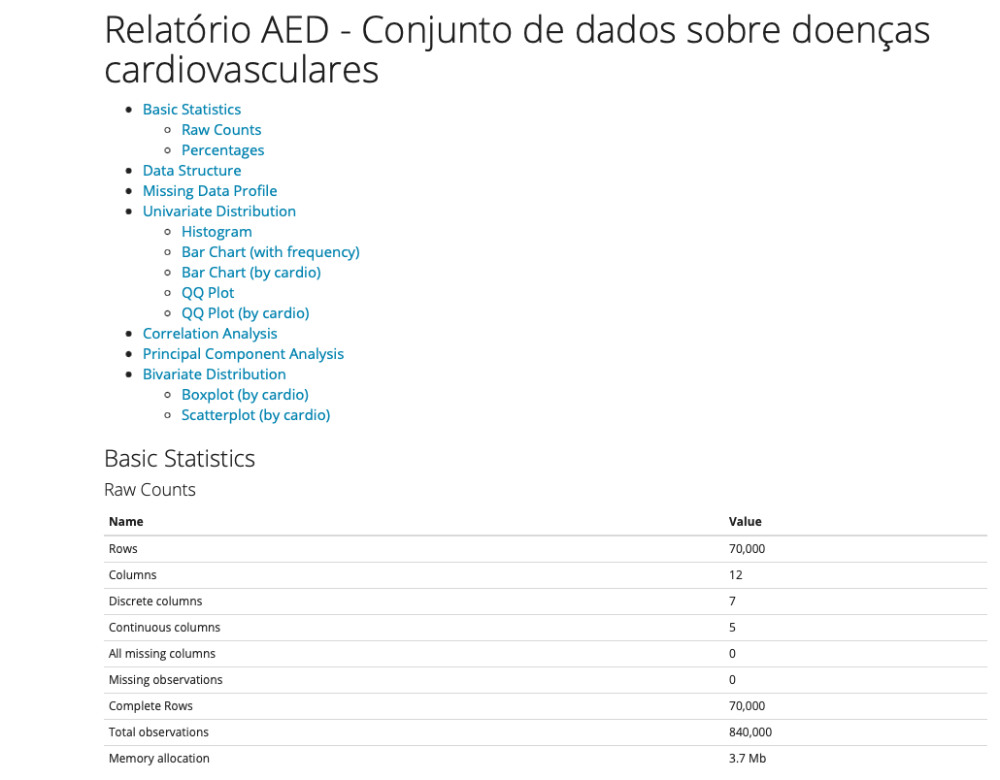 Relatório AED - Conjunto de dados sobre doenças
cardiovasculares
Basic Statistics
Raw Counts
Percentages
Data Structure
Missing Data Profile
Univariate Distribution
Histogram
Bar Chart (with frequency)
Bar Chart (by cardio)
QQ Plot
QQ Plot (by cardio)
Correlation Analysis
Principal Component Analysis
Bivariate Distribution
Boxplot (by cardio)
Scatterplot (by cardio)
Basic Statistics
Raw Counts
Name Value
Rows 70,000
Columns 12
Discrete columns 7
Continuous columns 5
All missing columns 0
Missing observations 0
Complete Rows 70,000
Total observations 840,000
Memory allocation 3.7 Mb